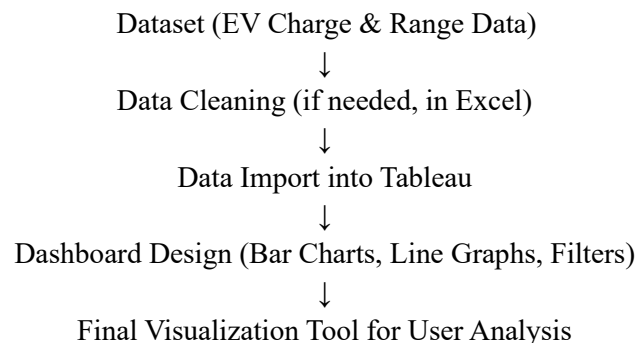 Dataset (EV Charge & Range Data)
↓
Data Cleaning (if needed, in Excel)
↓
Data Import into Tableau
↓
Dashboard Design (Bar Charts, Line Graphs, Filters)
↓
Final Visualization Tool for User Analysis